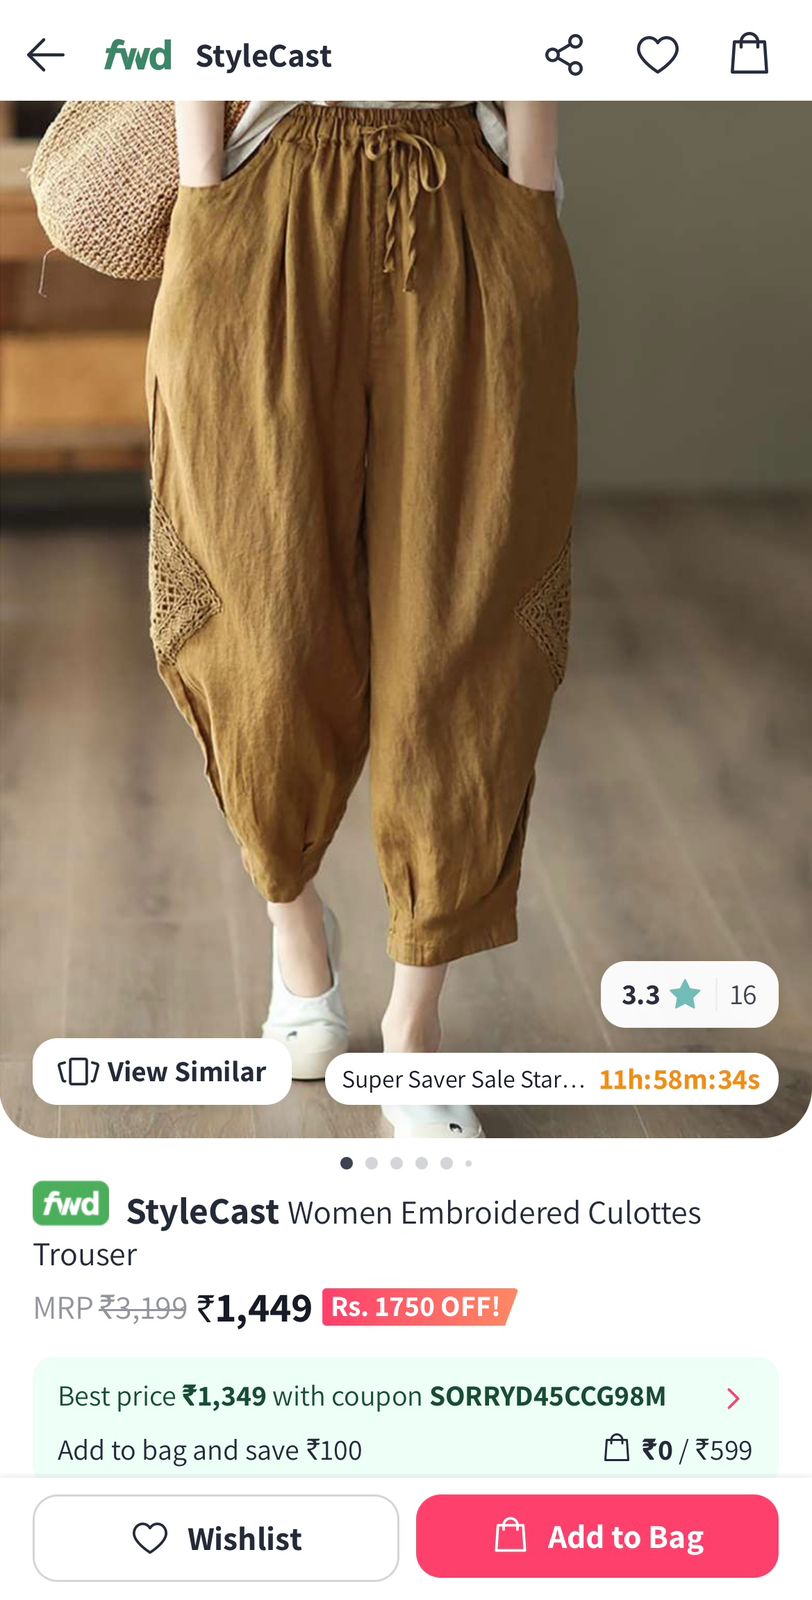 fwd StyleCast
3.3 16
View Similar
Super Saver Sale Star... 11h:58m:34s
fwd StyleCast Women Embroidered Culottes
Trouser
MRP ₹3,199 ₹1,449 Rs. 1750 OFF!
Best price ₹1,349 with coupon SORRYD45CCG98M
Add to bag and save ₹100 ₹0 / ₹599
Wishlist
Add to Bag